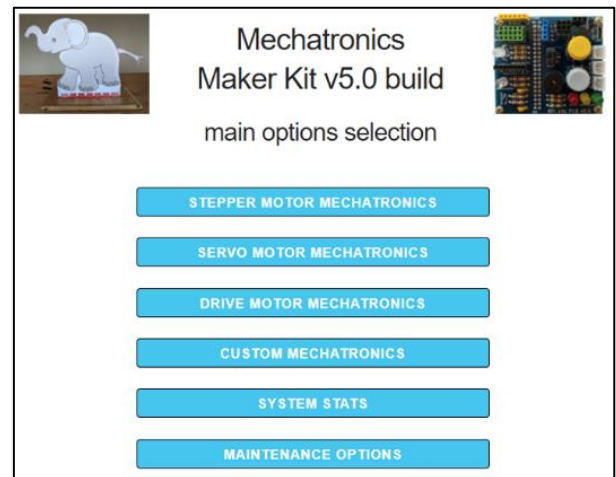 Mechatronics
Maker Kit v5.0 build
main options selection
STEPPER MOTOR MECHATRONICS
SERVO MOTOR MECHATRONICS
DRIVE MOTOR MECHATRONICS
CUSTOM MECHATRONICS
SYSTEM STATS
MAINTENANCE OPTIONS